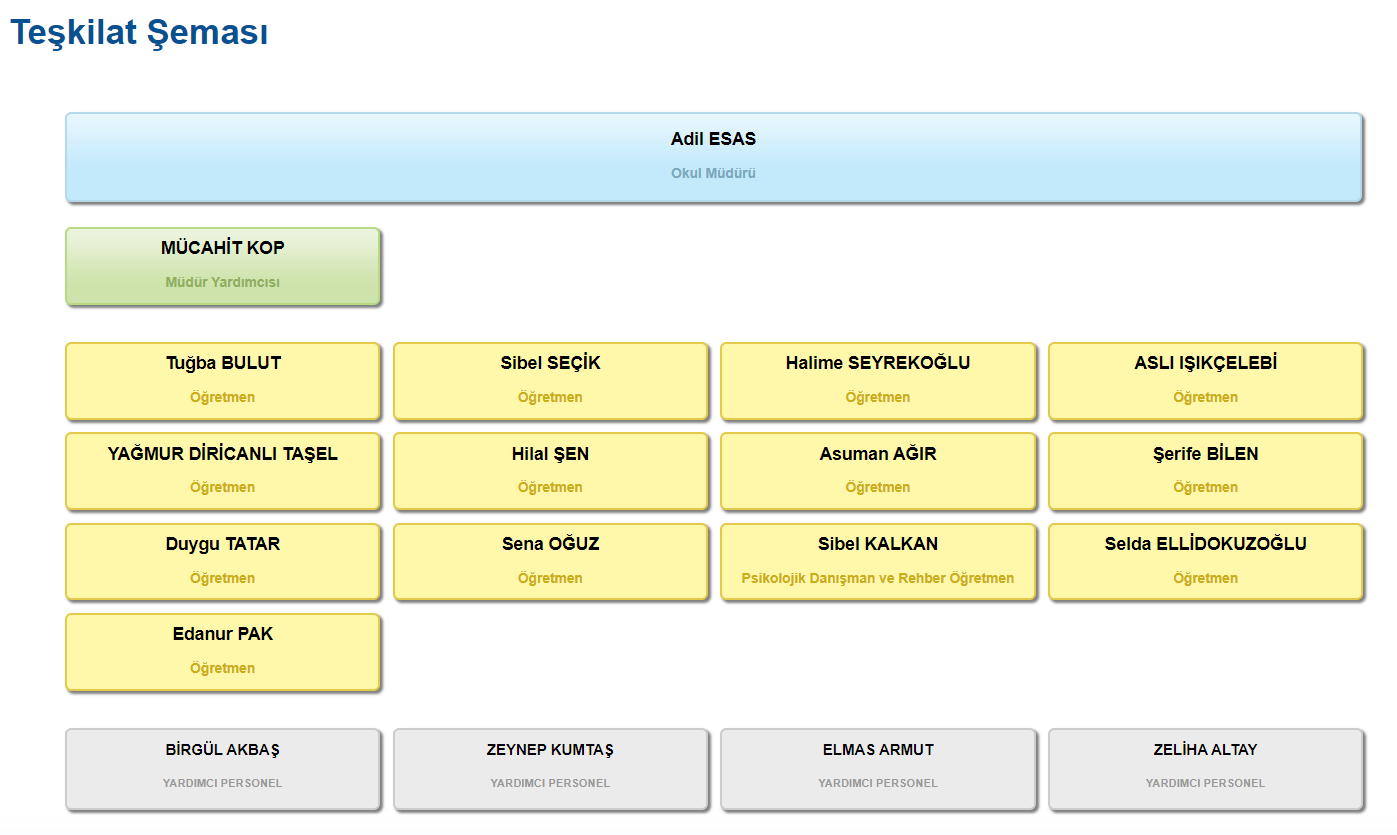 Teşkilat Şeması
Adil ESAS
Okul Müdürü
MÜCAHİT KOP
Müdür Yardımcısı
Tuğba BULUT
Öğretmen
Sibel SEÇİK
Öğretmen
Halime SEYREKOĞLU
Öğretmen
ASLI IŞIKÇELEBİ
Öğretmen
YAĞMUR DİRİCANLI TAŞEL
Öğretmen
Hilal ŞEN
Öğretmen
Asuman AĞIR
Öğretmen
Şerife BİLEN
Öğretmen
Duygu TATAR
Öğretmen
Sena OĞUZ
Öğretmen
Sibel KALKAN
Psikolojik Danışman ve Rehber Öğretmen
Selda ELLİDOKUZOĞLU
Öğretmen
Edanur PAK
Öğretmen
BİRGÜL AKBAŞ
YARDIMCI PERSONEL
ZEYNEP KUMTAŞ
YARDIMCI PERSONEL
ELMAS ARMUT
YARDIMCI PERSONEL
ZELİHA ALTAY
YARDIMCI PERSONEL